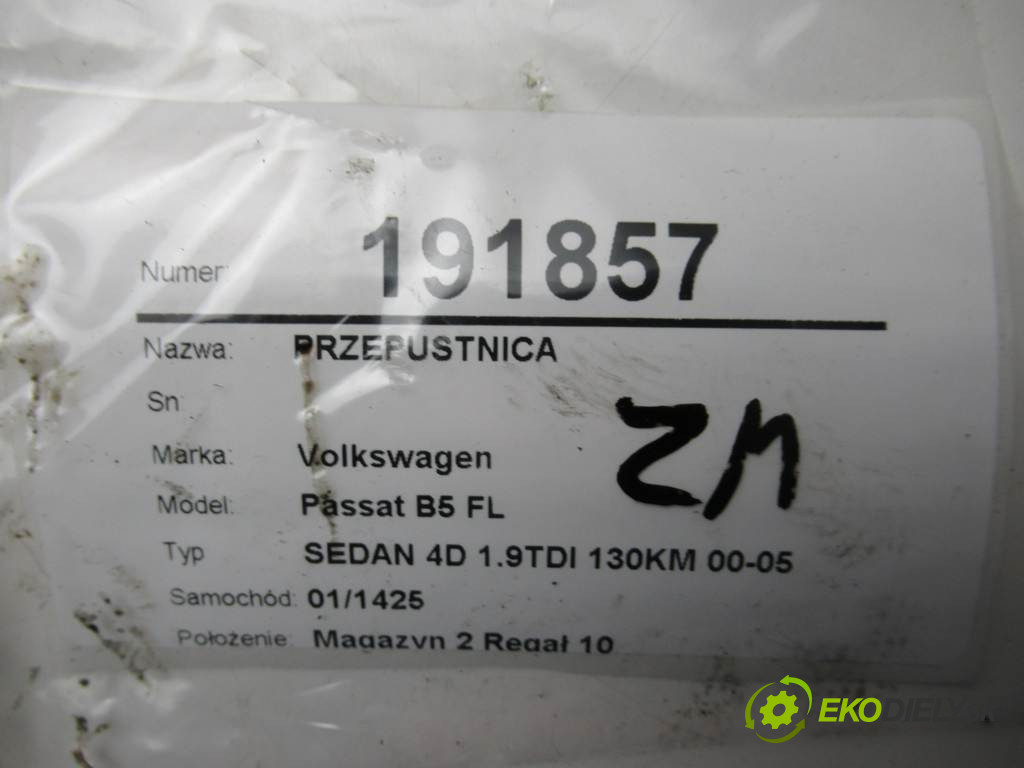 Numer: 191857
Nazwa: PRZEPUSTNICA
Sn
Marka: Volkswagen
Model: Passat B5 FL
Typ SEDAN 4D 1.9TDI 130KM 00-05
Samochód: 01/1425
Położenie: Magazyn 2 Regał 10
ZM
EKODIELY